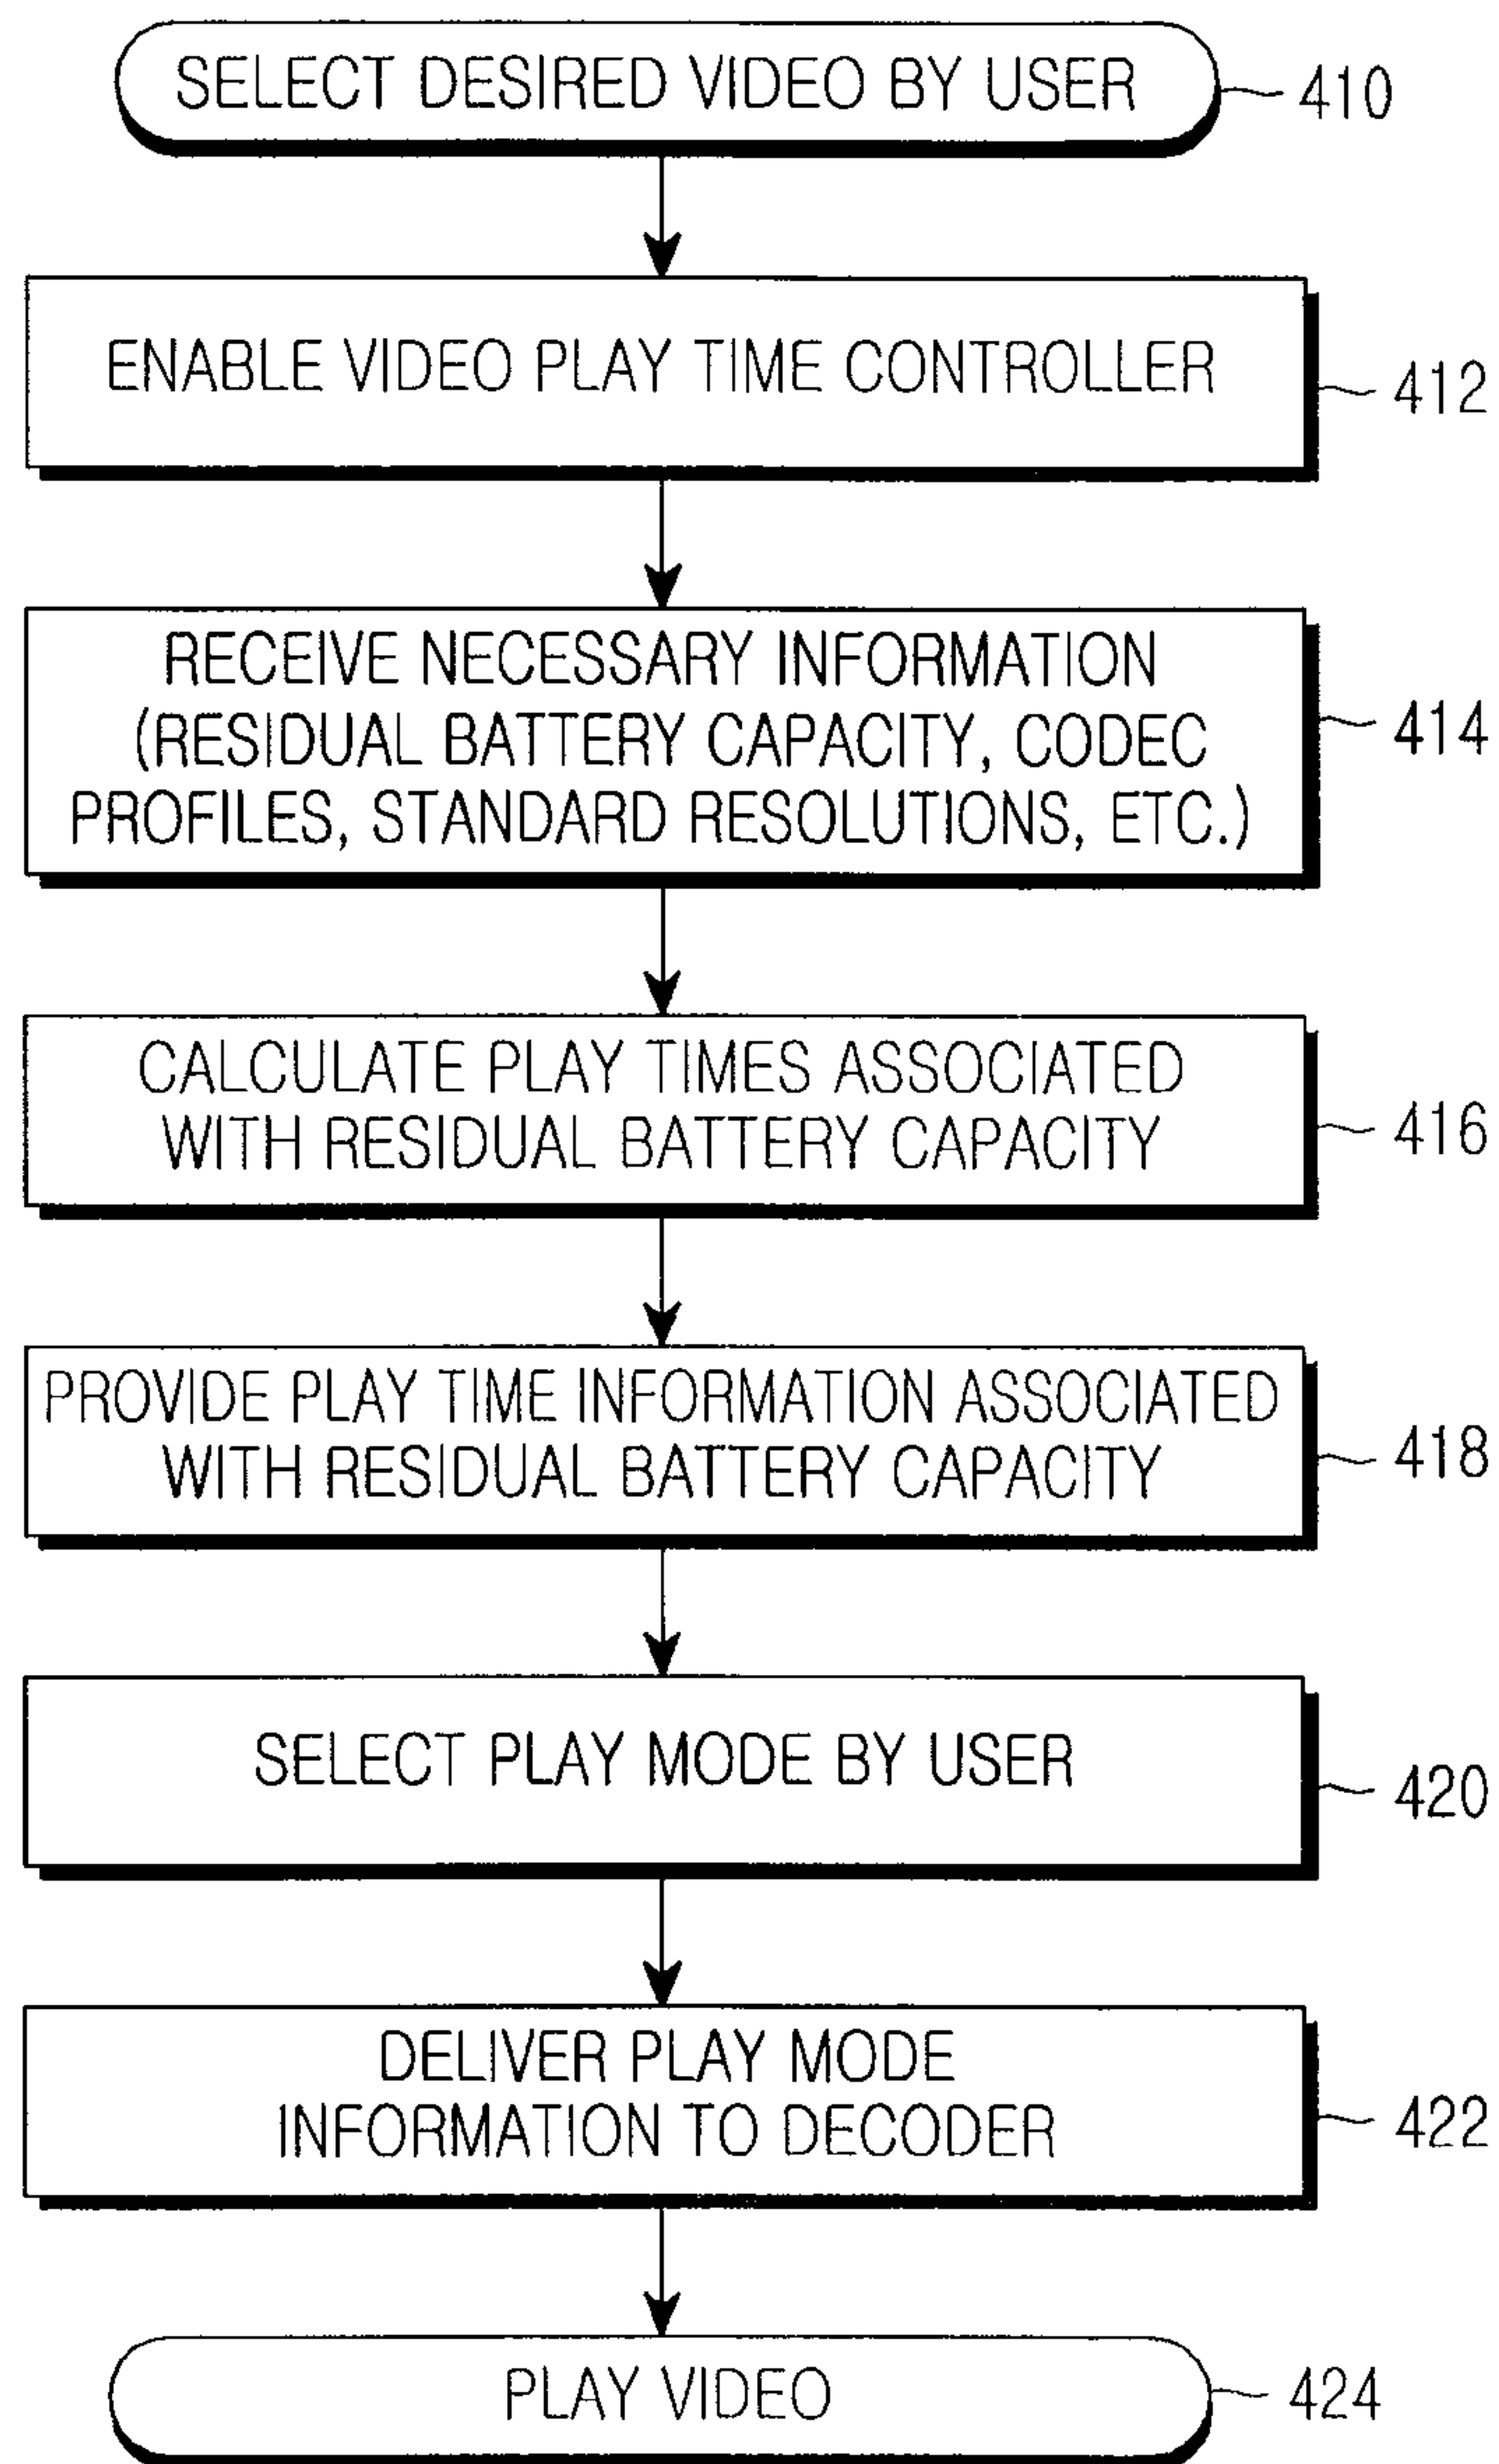 SELECT DESIRED VIDEO BY USER
410
ENABLE VIDEO PLAY TIME CONTROLLER
412
RECEIVE NECESSARY INFORMATION
(RESIDUAL BATTERY CAPACITY, CODEC
PROFILES, STANDARD RESOLUTIONS, ETC.)
414
CALCULATE PLAY TIMES ASSOCIATED
WITH RESIDUAL BATTERY CAPACITY
416
PROVIDE PLAY TIME INFORMATION ASSOCIATED
WITH RESIDUAL BATTERY CAPACITY
418
SELECT PLAY MODE BY USER
420
DELIVER PLAY MODE
INFORMATION TO DECODER
422
PLAY VIDEO
424